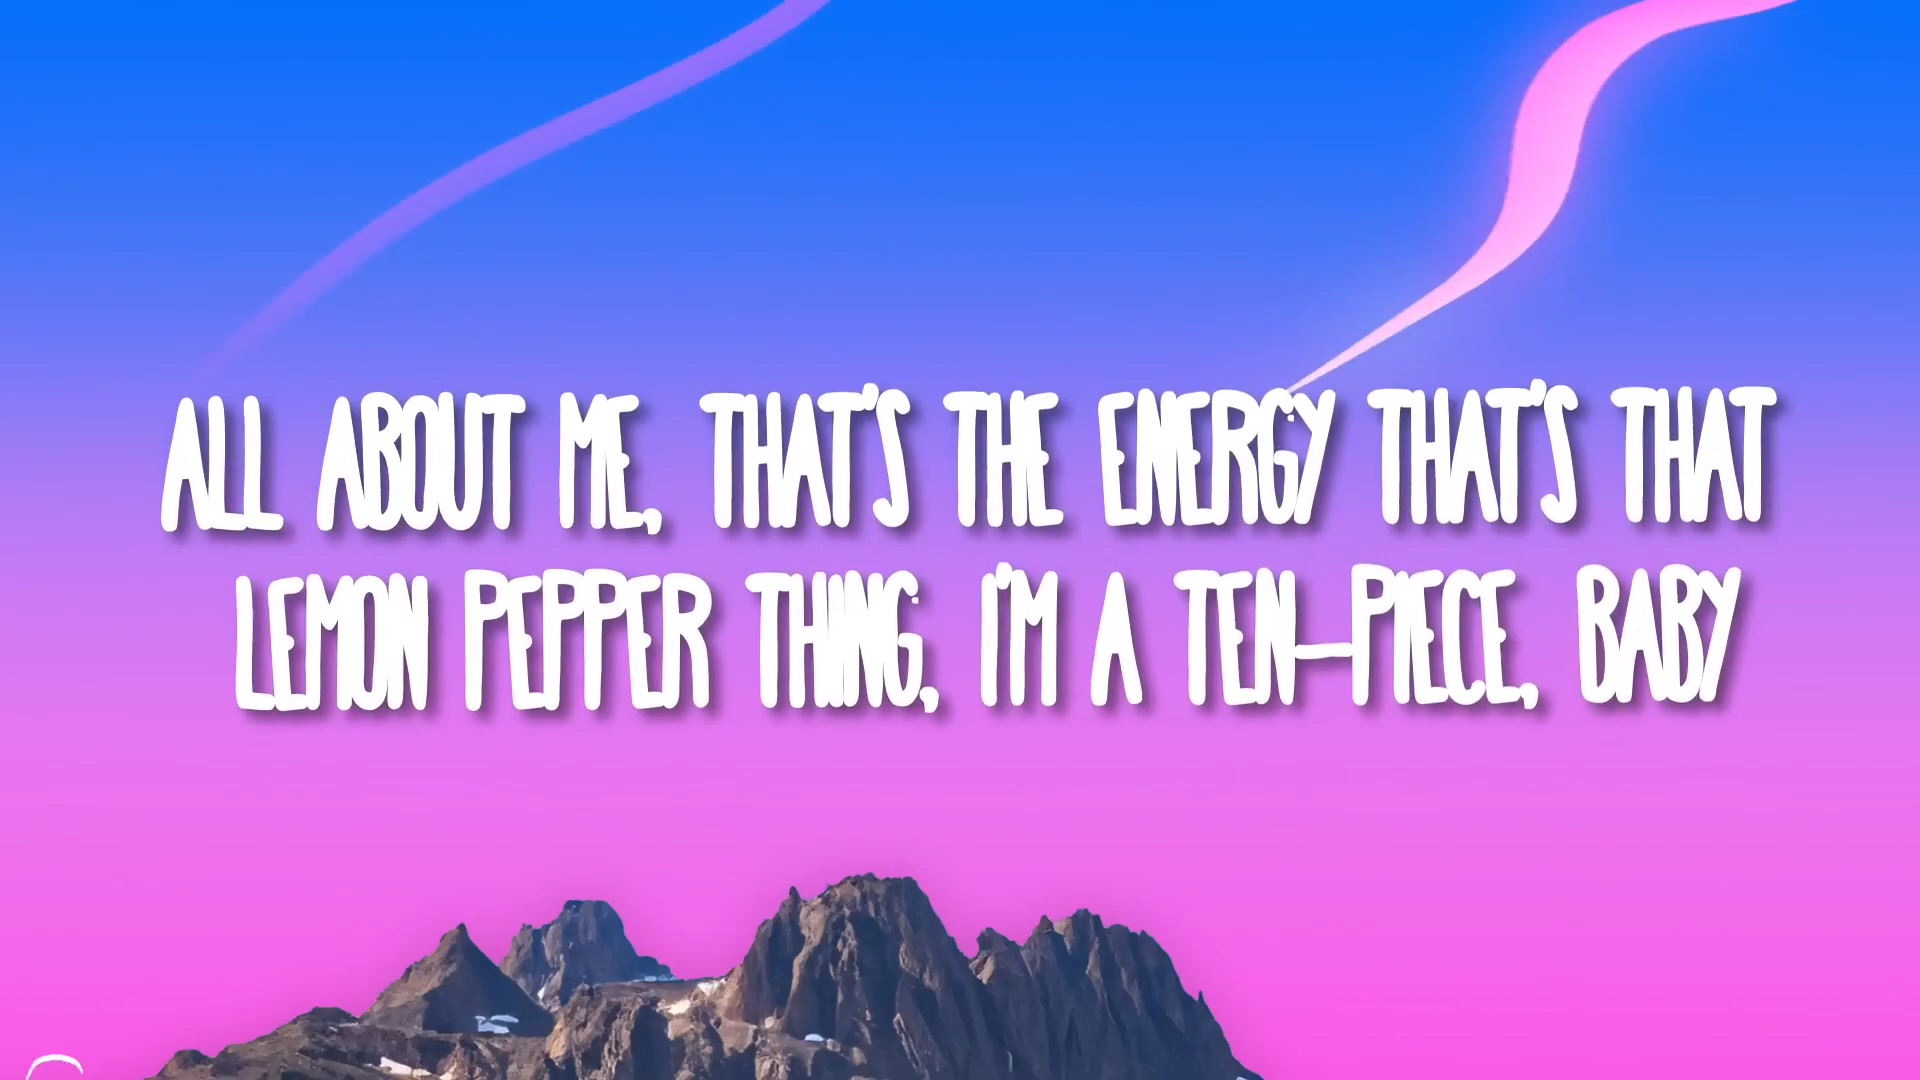 ALL ABOUT ME, THAT'S THE ENERGY THAT'S THAT
LEMON PEPPER THING, I'M A TEN-PIECE, BABY